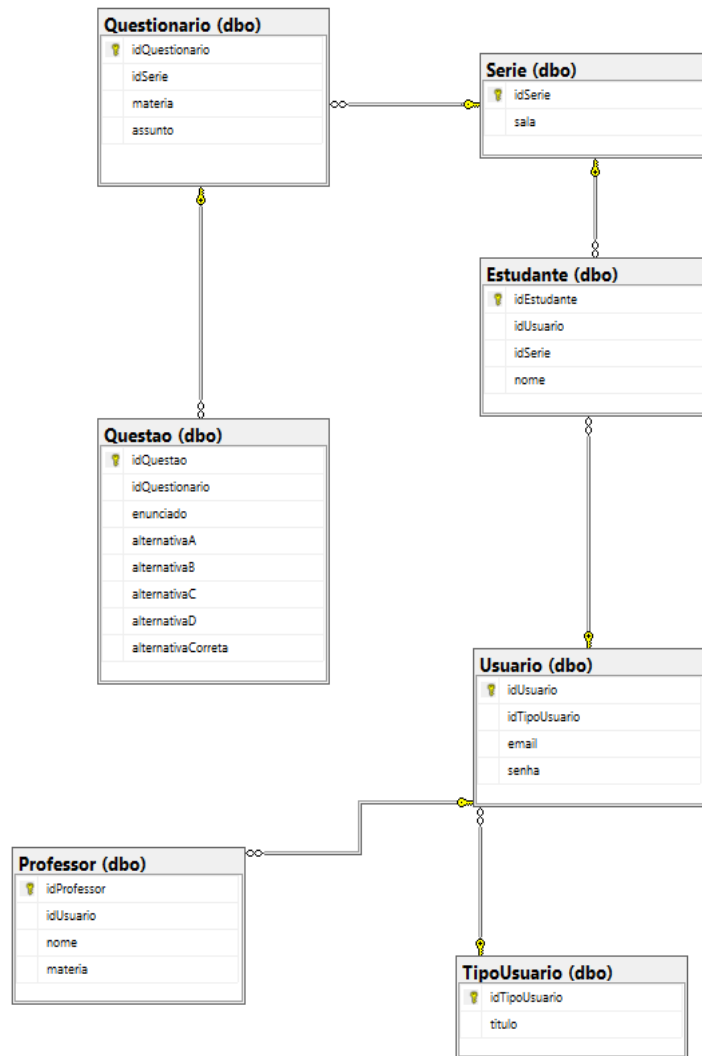 Questionario (dbo)
idQuestionario
idSerie
materia
assunto
Serie (dbo)
idSerie
sala
Estudante (dbo)
idEstudante
idUsuario
idSerie
nome
Questao (dbo)
idQuestao
idQuestionario
enunciado
alternativaA
alternativaB
alternativaC
alternativaD
alternativaCorreta
Usuario (dbo)
idUsuario
idTipoUsuario
email
senha
Professor (dbo)
idProfessor
idUsuario
nome
materia
TipoUsuario (dbo)
idTipoUsuario
titulo